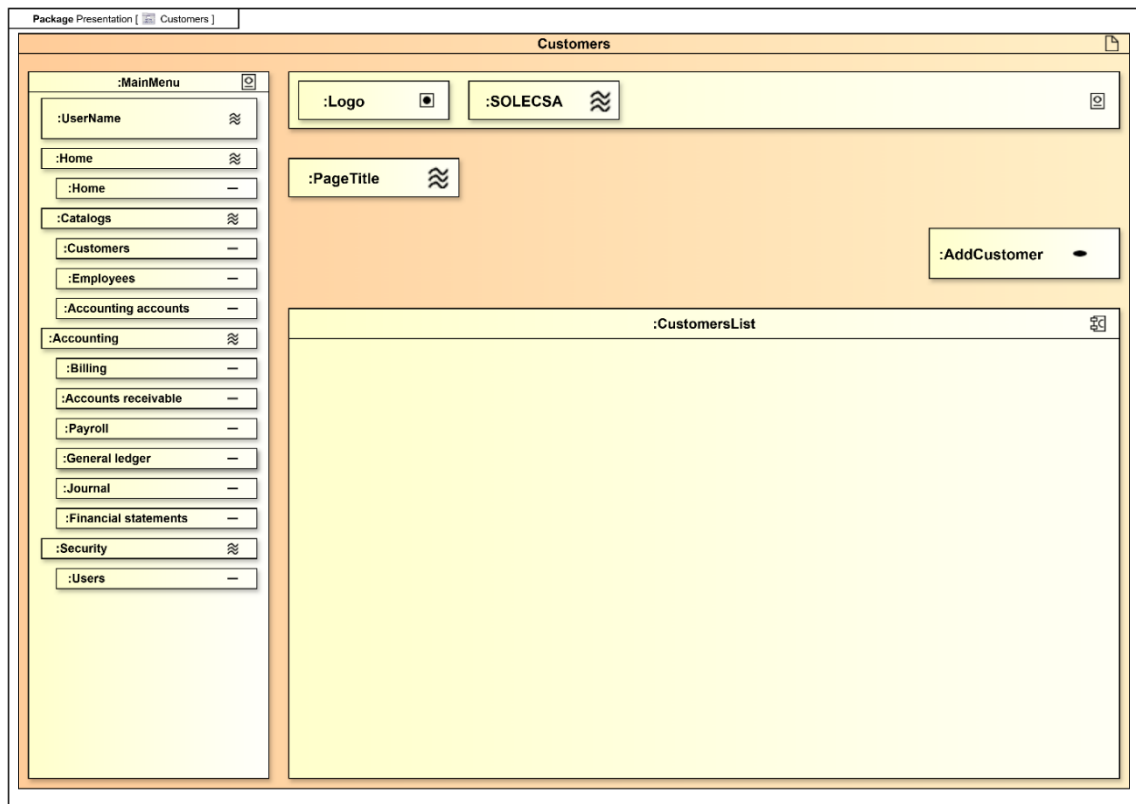 Package Presentation [ Customers ]
Customers
:MainMenu
:UserName
:Home
:Home
:Catalogs
:Customers
:Employees
:Accounting accounts
:Accounting
:Billing
:Accounts receivable
:Payroll
:General ledger
:Journal
:Financial statements
:Security
:Users
:Logo
:SOLECSA
:PageTitle
:AddCustomer
:CustomersList